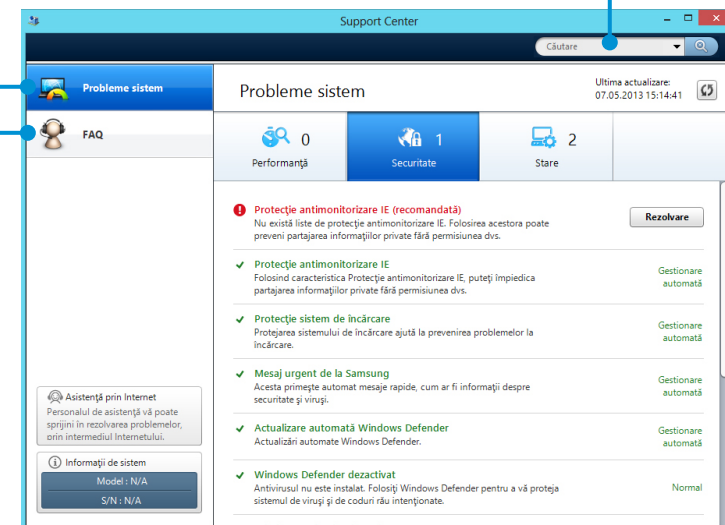 Support Center
Căutare
Probleme sistem
FAQ
Probleme sistem
Ultima actualizare:
07.05.2013 15:14:41
0
Performanţă
1
Securitate
2
Stare
Protecţie antimonitorizare IE (recomandată)
Nu există liste de protecţie antimonitorizare IE. Folosirea acestora poate
preveni partajarea informaţiilor private fără permisiunea dvs.
Rezolvare
Protecţie antimonitorizare IE
Folosind caracteristica Protecţie antimonitorizare IE, puteţi împiedica
partajarea informaţiilor private fără permisiunea dvs.
Gestionare
automată
Protecţie sistem de încărcare
Protejarea sistemului de încărcare ajută la prevenirea problemelor la
încărcare.
Gestionare
automată
Mesaj urgent de la Samsung
Acesta primeşte automat mesaje rapide, cum ar fi informaţii despre
securitate şi viruşi.
Gestionare
automată
Actualizare automată Windows Defender
Actualizări automate Windows Defender.
Gestionare
automată
Windows Defender dezactivat
Antivirusul nu este instalat. Folosiţi Windows Defender pentru a vă proteja
sistemul de viruşi şi de coduri rău intenţionate.
Normal
Asistenţă prin Internet
Personalul de asistenţă vă poate
sprijini în rezolvarea problemelor,
prin intermediul Internetului.
Informaţii de sistem
Model : N/A
S/N : N/A